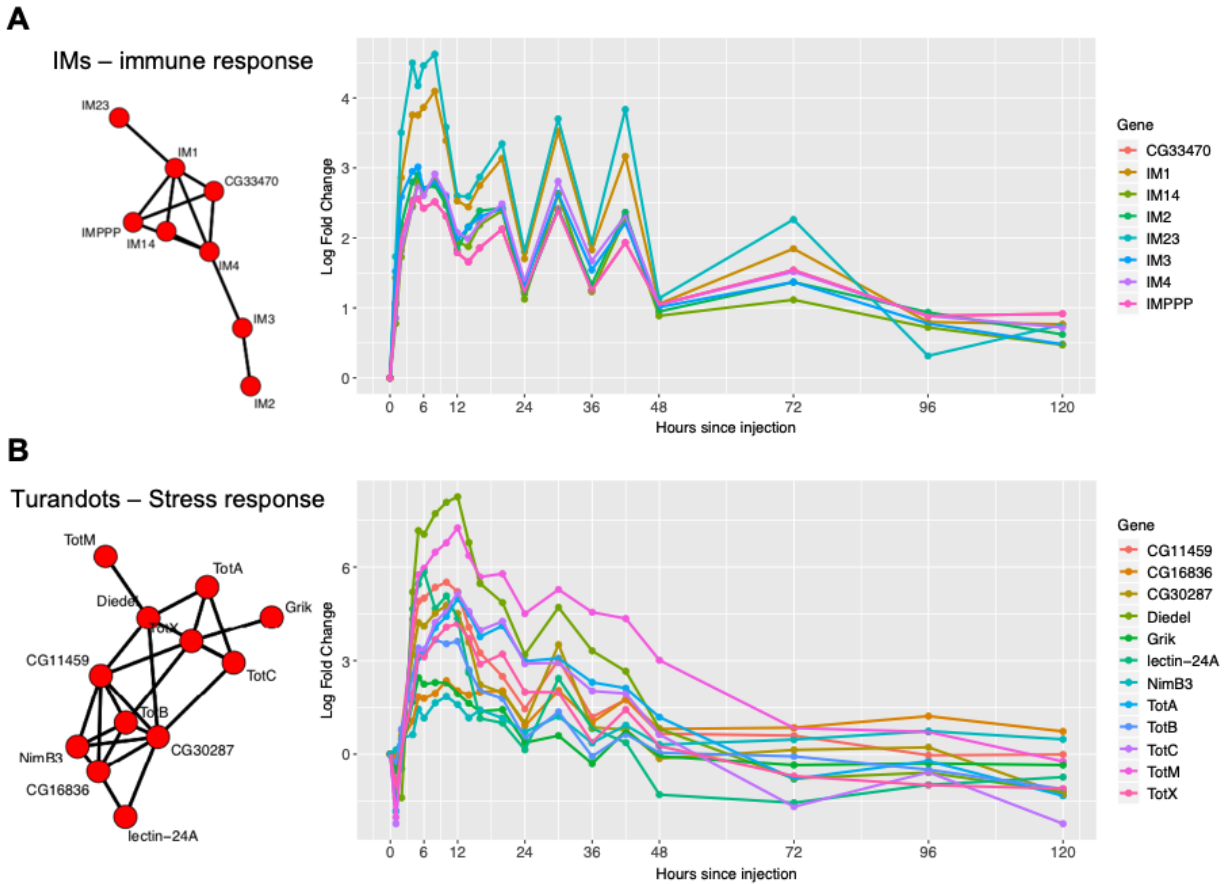 A
IMs – immune response
IM23
IM1
CG33470
IMPPP
IM14
IM4
IM3
IM2
Log Fold Change
4
3
2
1
0
0 6 12 24 36 48 72 96 120
Hours since injection
Gene
CG33470
IM1
IM14
IM2
IM23
IM3
IM4
IMPPP
B
Turandots – Stress response
TotM
TotA
Diedel
Grik
TotX
CG11459
TotC
TotB
NimB3
CG30287
CG16836
lectin−24A
Log Fold Change
6
3
0
0 6 12 24 36 48 72 96 120
Hours since injection
Gene
CG11459
CG16836
CG30287
Diedel
Grik
lectin−24A
NimB3
TotA
TotB
TotC
TotM
TotX